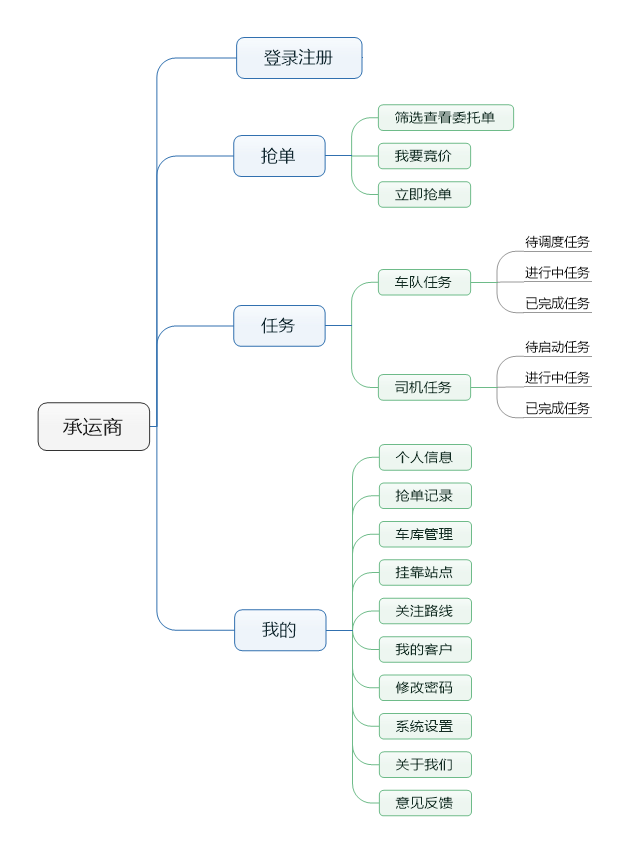 登录注册
抢单
筛选查看委托单
我要竞价
立即抢单
任务
车队任务
待调度任务
进行中任务
已完成任务
司机任务
待启动任务
进行中任务
已完成任务
承运商
我的
个人信息
抢单记录
车库管理
挂靠站点
关注路线
我的客户
修改密码
系统设置
关于我们
意见反馈